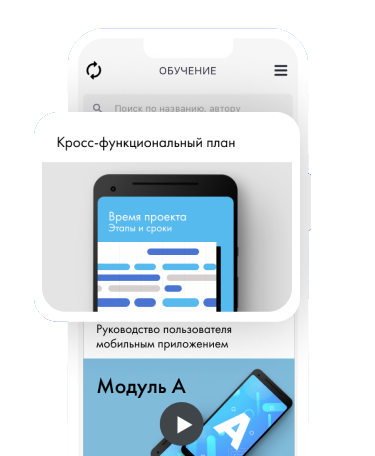 ОБУЧЕНИЕ
Поиск по названию, автору
Кросс-функциональный план
Время проекта
Этапы и сроки
Руководство пользователя
мобильным приложением
Модуль А
А